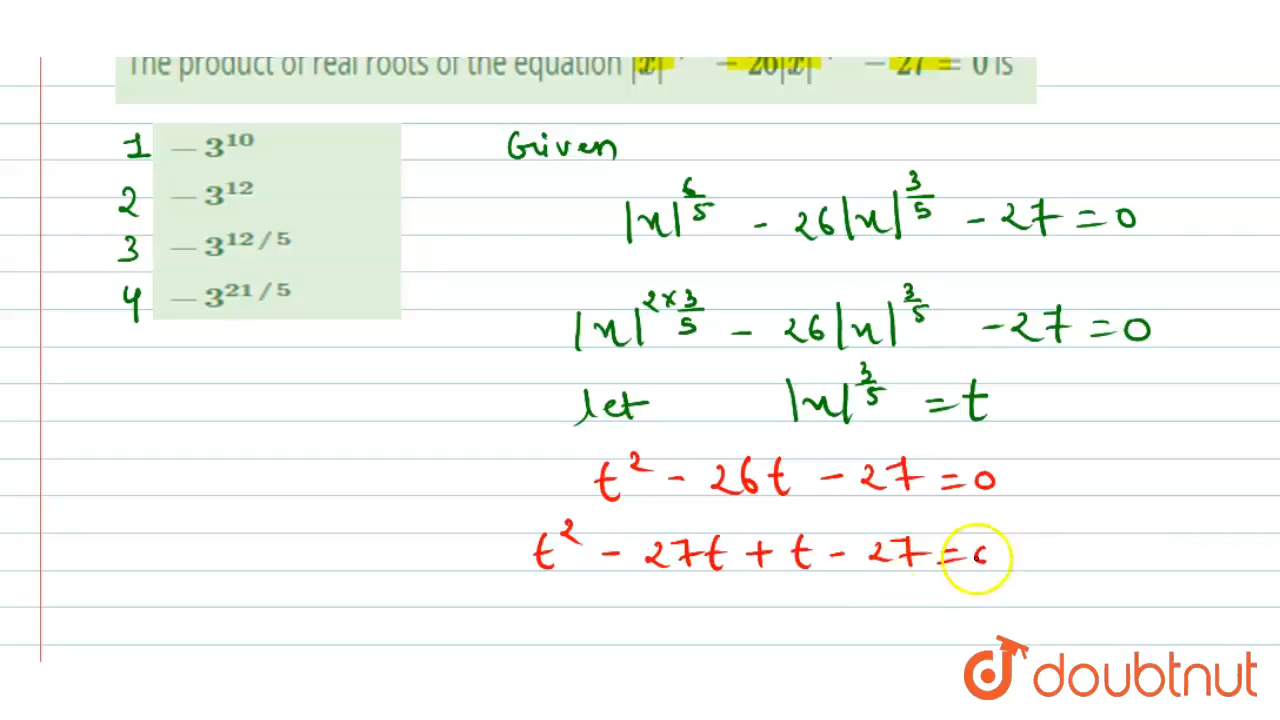 The product of real roots of the equation |x| − 26|x| − 27 = 0 is
1 − 3^10
2 − 3^12
3 − 3^12/5
4 − 3^21/5
Given
|x|^6/5 - 26|x|^3/5 - 27 = 0
|x|^2×3/5 - 26|x|^3/5 - 27 = 0
let |x|^3/5 = t
t^2 - 26t - 27 = 0
t^2 - 27t + t - 27 = 0
doubtnut